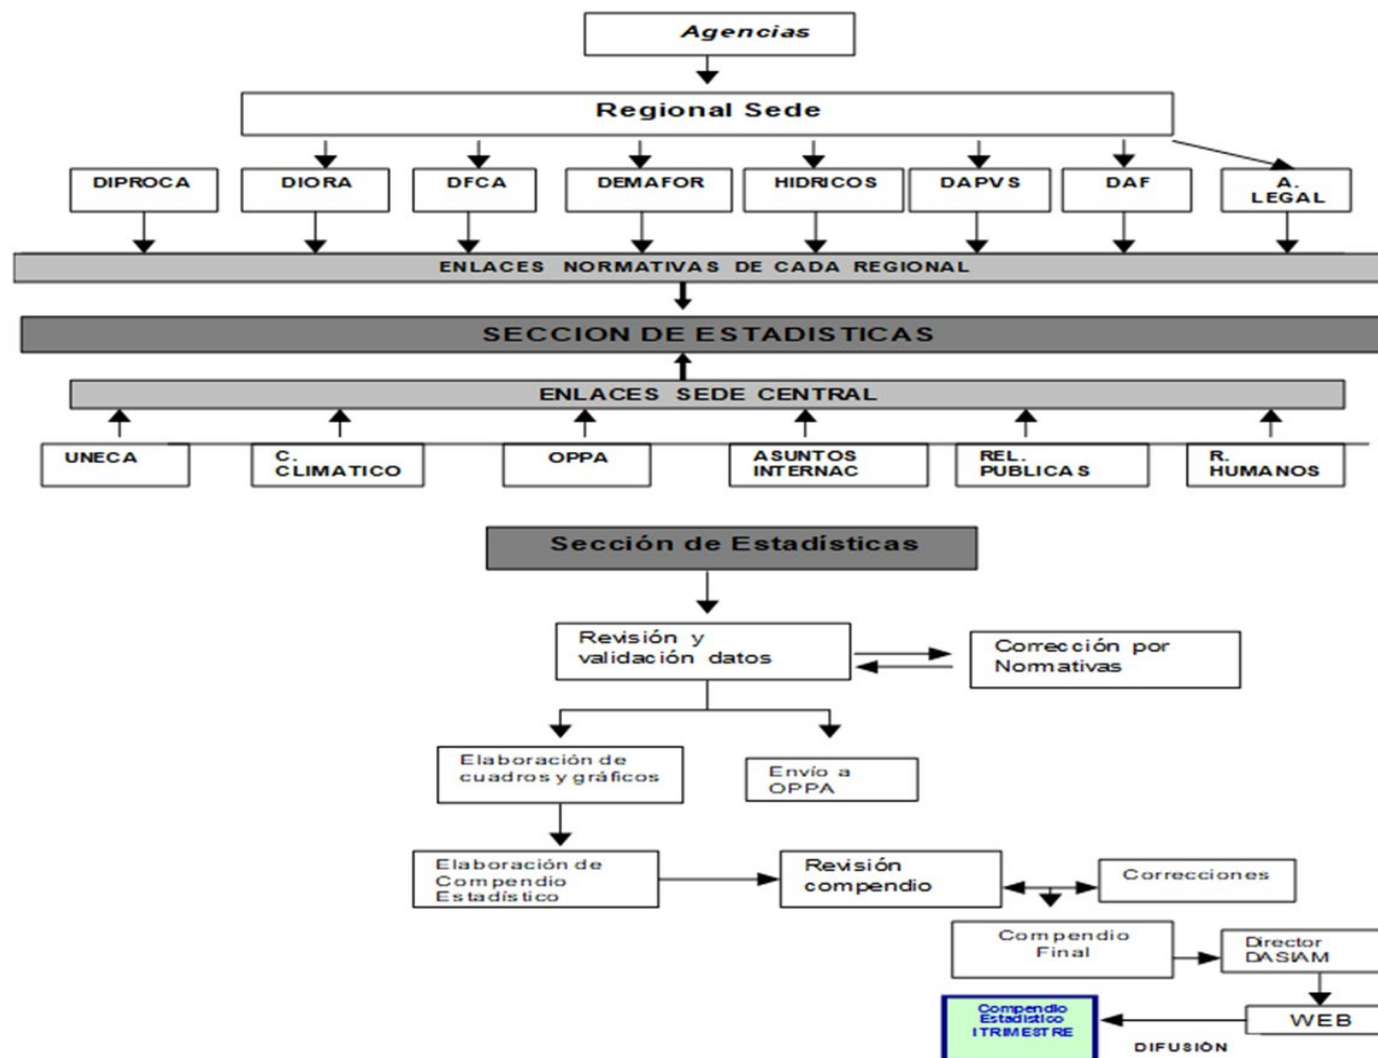 Agencias
Regional Sede
DIPROCA
DIORA
DFCA
DEMAFOR
HIDRICOS
DAPVS
DAF
A.
LEGAL
ENLACES NORMATIVAS DE CADA REGIONAL
SECCION DE ESTADISTICAS
ENLACES SEDE CENTRAL
UNECA
C.
CLIMATICO
OPPA
ASUNTOS
INTERNAC
REL.
PUBLICAS
R.
HUMANOS
Sección de Estadísticas
Revisión y
validación datos
Corrección por
Normativas
Elaboración de
cuadros y gráficos
Envío a
OPPA
Elaboración de
Compendio
Estadístico
Revisión
compendio
Correcciones
Compendio
Final
Director
DASIAM
WEB
DIFUSIÓN
Compendio
Estadistico
I TRIMESTRE